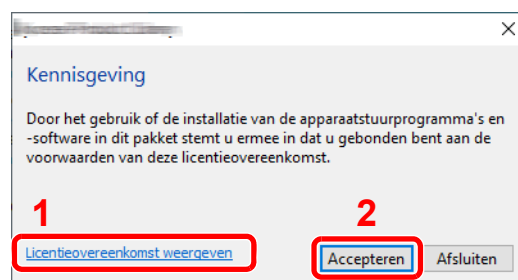 Kennisgeving
Door het gebruik of de installatie van de apparaatstuurprogramma's en
-software in dit pakket stemt u ermee in dat u gebonden bent aan de
voorwaarden van deze licentieovereenkomst.
1
2
Licentieovereenkomst weergeven
Accepteren Afsluiten